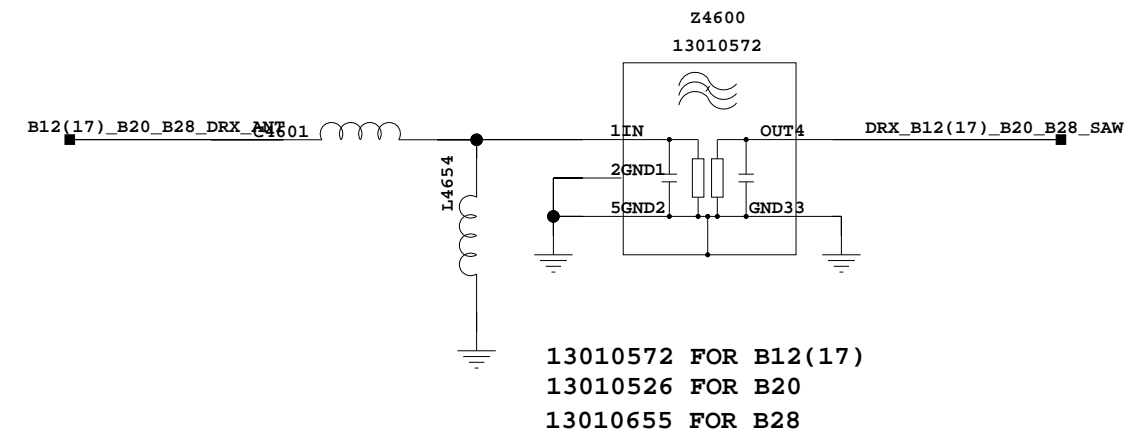 Z4600
13010572
B12(17)_B20_B28_DRX_ANT
C4601
1IN
OUT4
DRX_B12(17)_B20_B28_SAW
L4654
2GND1
5GND2
GND33
13010572 FOR B12(17)
13010526 FOR B20
13010655 FOR B28